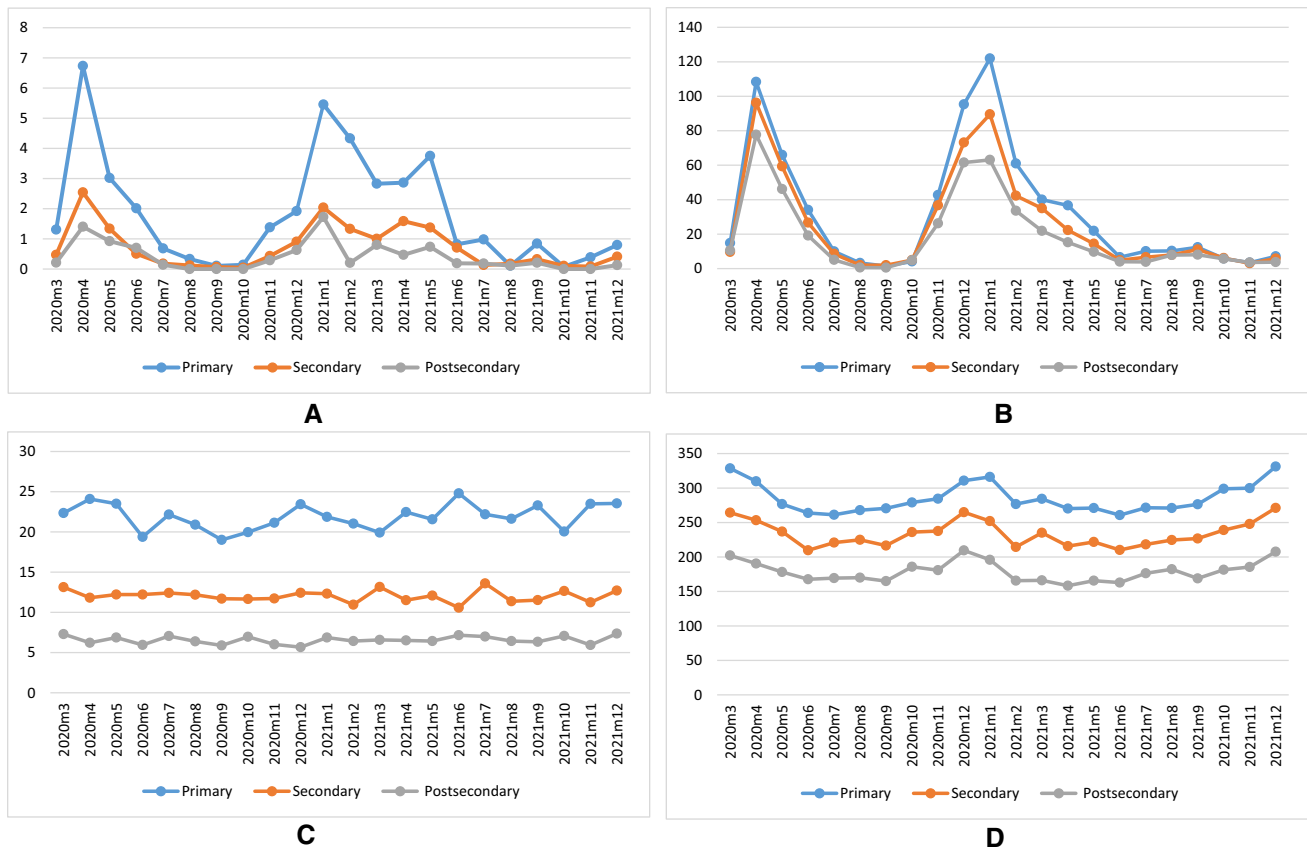 8
7
6
5
4
3
2
1
0
2020m3
2020m4
2020m5
2020m6
2020m7
2020m8
2020m9
2020m10
2020m11
2020m12
2021m1
2021m2
2021m3
2021m4
2021m5
2021m6
2021m7
2021m8
2021m9
2021m10
2021m11
2021m12
Primary Secondary Postsecondary
A
140
120
100
80
60
40
20
0
2020m3
2020m4
2020m5
2020m6
2020m7
2020m8
2020m9
2020m10
2020m11
2020m12
2021m1
2021m2
2021m3
2021m4
2021m5
2021m6
2021m7
2021m8
2021m9
2021m10
2021m11
2021m12
Primary Secondary Postsecondary
B
30
25
20
15
10
5
0
2020m3
2020m4
2020m5
2020m6
2020m7
2020m8
2020m9
2020m10
2020m11
2020m12
2021m1
2021m2
2021m3
2021m4
2021m5
2021m6
2021m7
2021m8
2021m9
2021m10
2021m11
2021m12
Primary Secondary Postsecondary
C
350
300
250
200
150
100
50
0
2020m3
2020m4
2020m5
2020m6
2020m7
2020m8
2020m9
2020m10
2020m11
2020m12
2021m1
2021m2
2021m3
2021m4
2021m5
2021m6
2021m7
2021m8
2021m9
2021m10
2021m11
2021m12
Primary Secondary Postsecondary
D